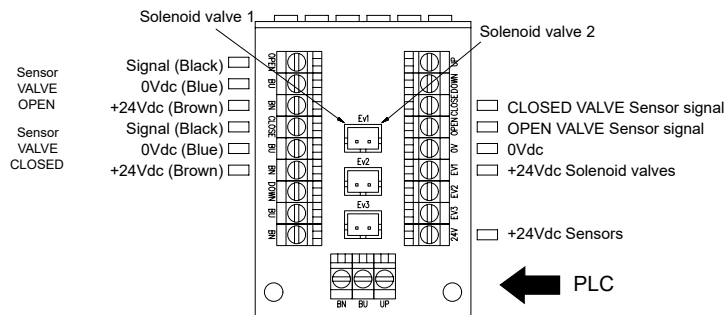 Solenoid valve 1
Solenoid valve 2
Sensor
VALVE
OPEN
Signal (Black)
0Vdc (Blue)
+24Vdc (Brown)
Sensor
VALVE
CLOSED
Signal (Black)
0Vdc (Blue)
+24Vdc (Brown)
OPEN
BU
BN
CLOSE
BU
BN
DOWN
BU
BN
Ev1
Ev2
Ev3
UP
DOWN
CLOSE
OPEN
0V
EV1
EV2
EV3
24V
CLOSED VALVE Sensor signal
OPEN VALVE Sensor signal
0Vdc
+24Vdc Solenoid valves
+24Vdc Sensors
PLC
BN BU UP